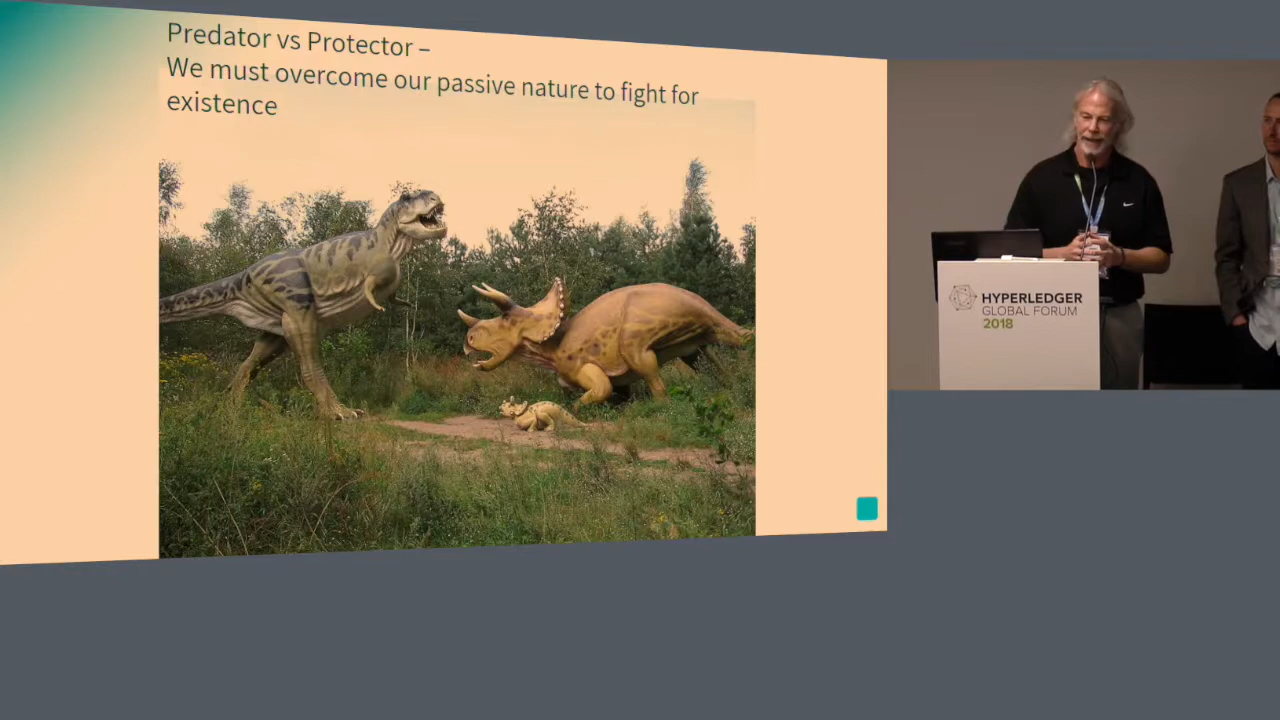 Predator vs Protector –
We must overcome our passive nature to fight for
existence
HYPERLEDGER
GLOBAL FORUM
2018